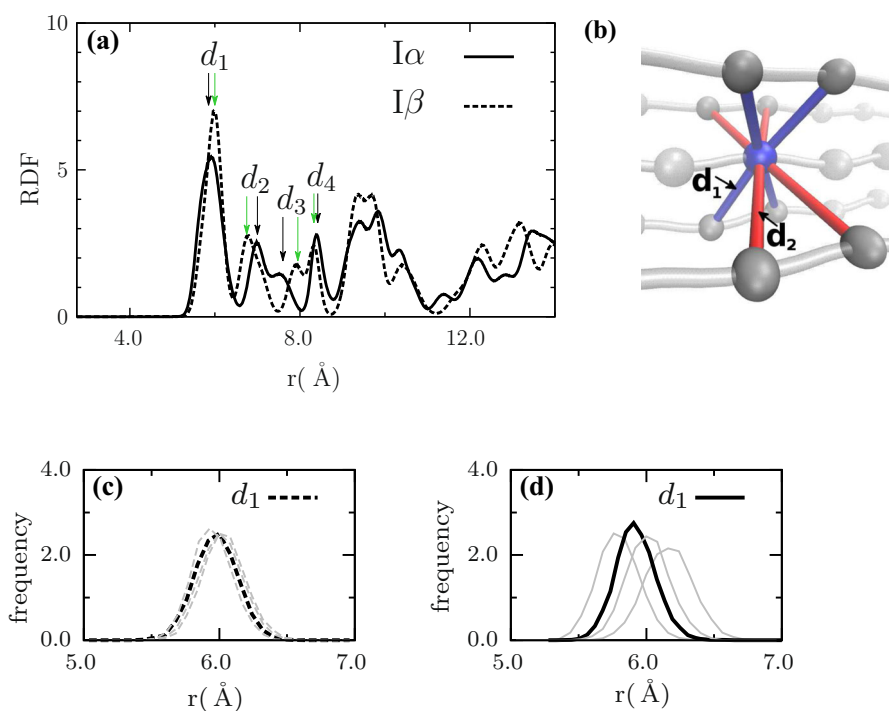 (a)
10
5
0
RDF
d₁
d₂
d₃
d₄
Iα
Iβ
4.0 8.0 12.0
r( Å)
(b)
d₁
d₂
(c)
4.0
2.0
0.0
frequency
d₁
5.0 6.0 7.0
r( Å)
(d)
4.0
2.0
0.0
frequency
d₁
5.0 6.0 7.0
r( Å)